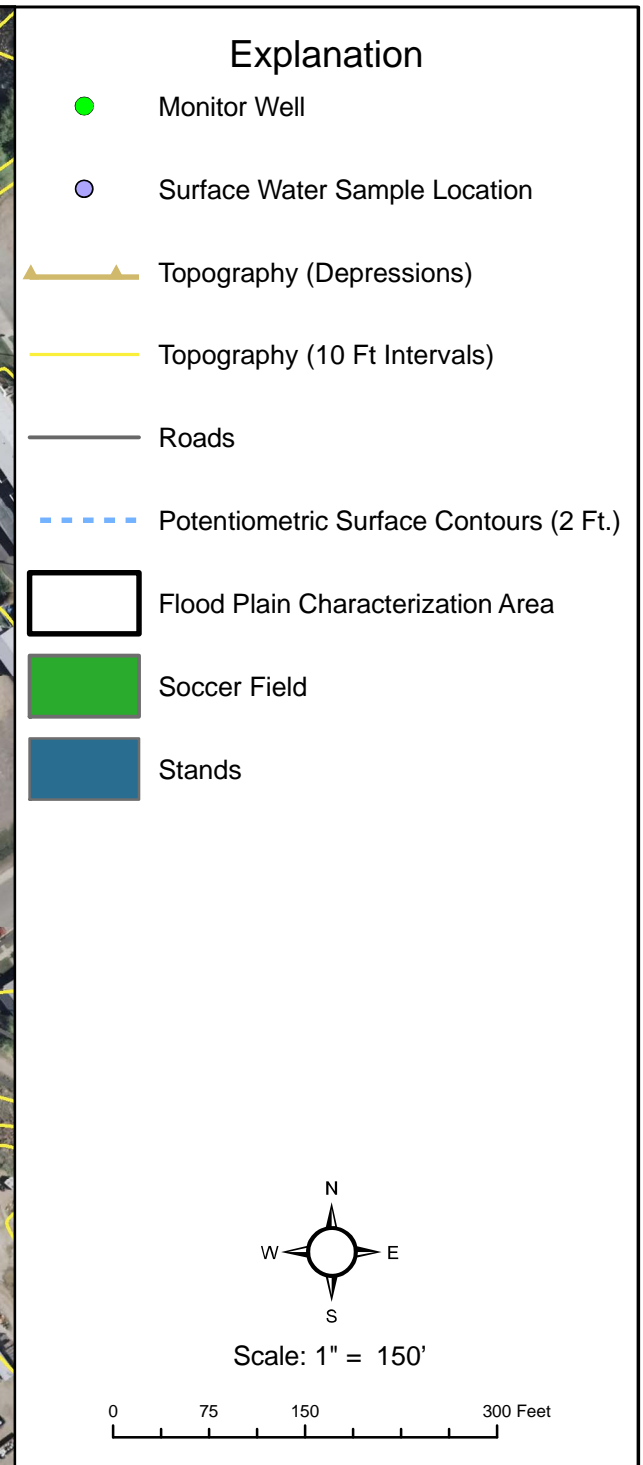 Explanation
Monitor Well
Surface Water Sample Location
Topography (Depressions)
Topography (10 Ft Intervals)
Roads
Potentiometric Surface Contours (2 Ft.)
Flood Plain Characterization Area
Soccer Field
Stands
N
W E
S
Scale: 1" = 150'
0 75 150 300 Feet